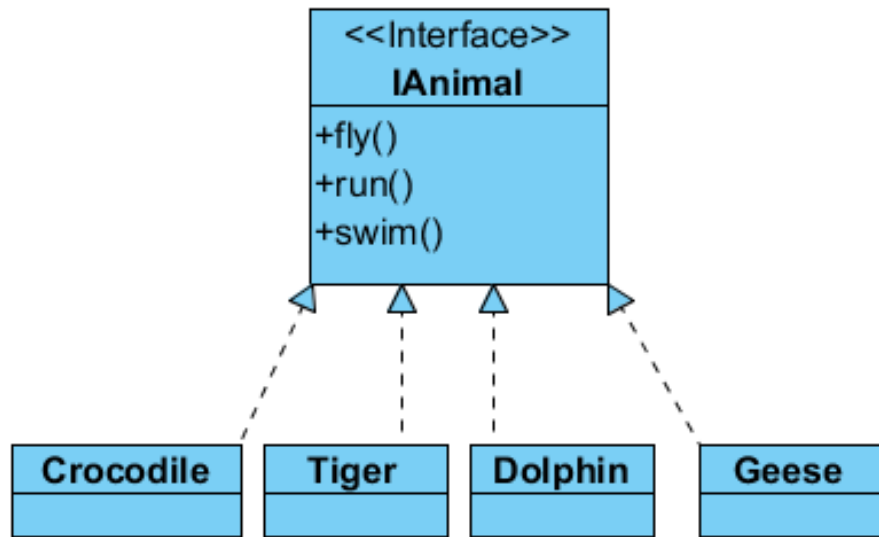 <<Interface>>
IAnimal
+fly()
+run()
+swim()
Crocodile
Tiger
Dolphin
Geese